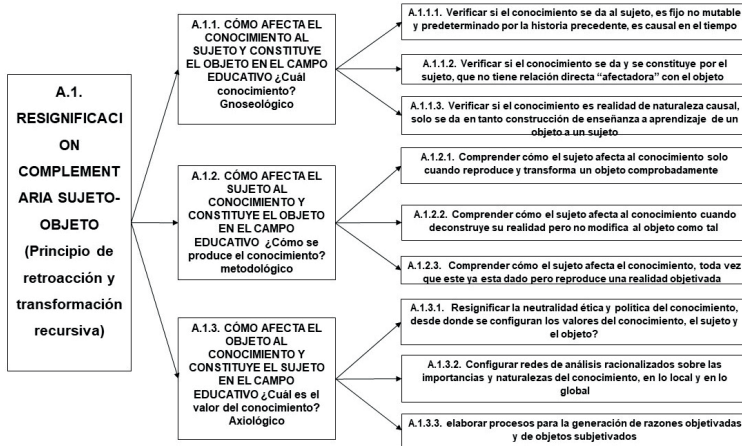 A.1.
RESIGNIFICACI
ON
COMPLEMENT
ARIA SUJETO-
OBJETO
(Principio de
retroacción y
transformación
recursiva)
A.1.1. CÓMO AFECTA EL
CONOCIMIENTO AL
SUJETO Y CONSTITUYE
EL OBJETO EN EL CAMPO
EDUCATIVO ¿Cuál
conocimiento?
Gnoseológico
A.1.1.1. Verificar si el conocimiento se da al sujeto, es fijo no mutable
y predeterminado por la historia precedente, es causal en el tiempo
A.1.1.2. Verificar si el conocimiento se da y se constituye por el
sujeto, que no tiene relación directa “afectadora” con el objeto
A.1.1.3. Verificar si el conocimiento es realidad de naturaleza causal,
solo se da en tanto construcción de enseñanza a aprendizaje de un
objeto a un sujeto
A.1.2. CÓMO AFECTA EL
SUJETO AL
CONOCIMIENTO Y
CONSTITUYE EL OBJETO
EN EL CAMPO
EDUCATIVO ¿Cómo se
produce el conocimiento?
metodológico
A.1.2.1. Comprender cómo el sujeto afecta al conocimiento solo
cuando reproduce y transforma un objeto comprobadamente
A.1.2.2. Comprender cómo el sujeto afecta al conocimiento cuando
deconstruye su realidad pero no modifica al objeto como tal
A.1.2.3. Comprender cómo el sujeto afecta el conocimiento, toda vez
que este ya esta dado pero reproduce una realidad objetivada
A.1.3. CÓMO AFECTA EL
OBJETO AL
CONOCIMIENTO Y
CONSTITUYE EL SUJETO
EN EL CAMPO
EDUCATIVO ¿Cuál es el
valor del conocimiento?
Axiológico
A.1.3.1. Resignificar la neutralidad ética y política del conocimiento,
desde donde se configuran los valores del conocimiento, el sujeto y
el objeto?
A.1.3.2. Configurar redes de análisis racionalizados sobre las
importancias y naturalezas del conocimiento, en lo local y en lo
global
A.1.3.3. elaborar procesos para la generación de razones objetivadas
y de objetos subjetivados